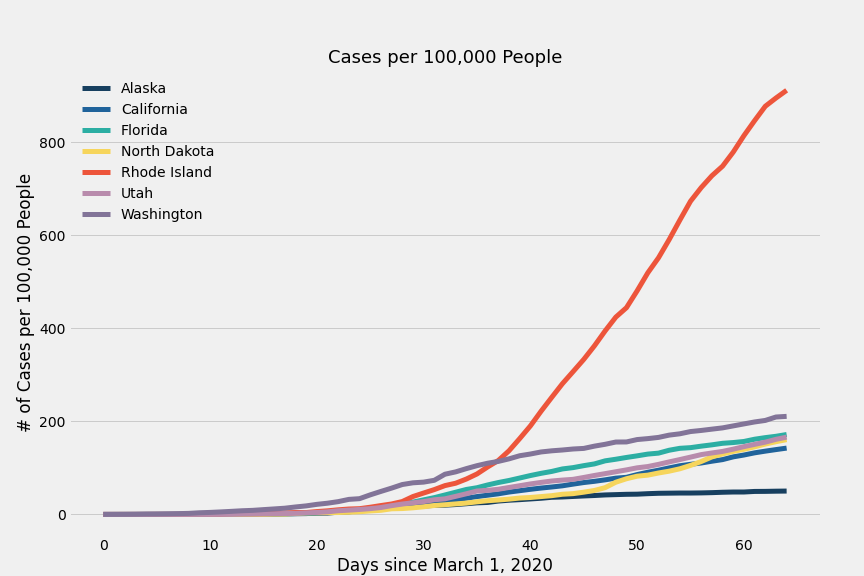 Cases per 100,000 People
Alaska
California
Florida
North Dakota
Rhode Island
Utah
Washington
# of Cases per 100,000 People
800
600
400
200
0
0 10 20 30 40 50 60
Days since March 1, 2020